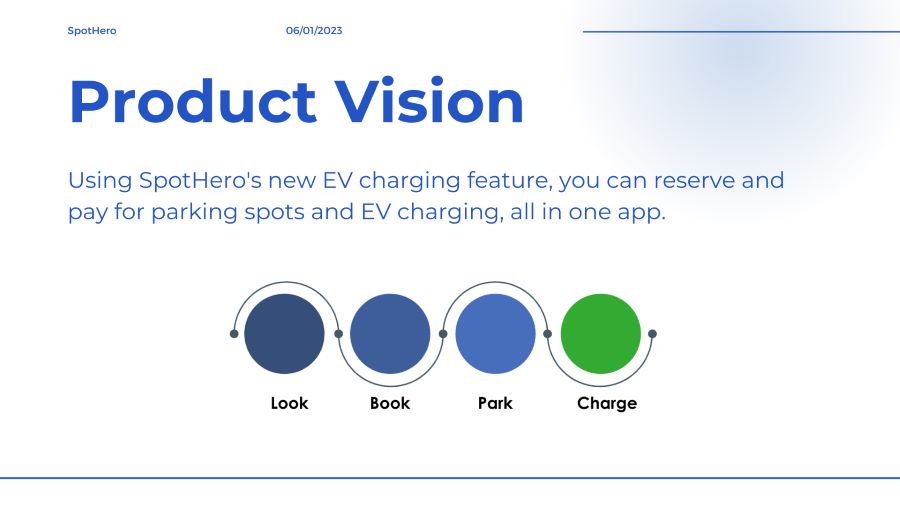 SpotHero
06/01/2023
Product Vision
Using SpotHero's new EV charging feature, you can reserve and
pay for parking spots and EV charging, all in one app.
Look
Book
Park
Charge